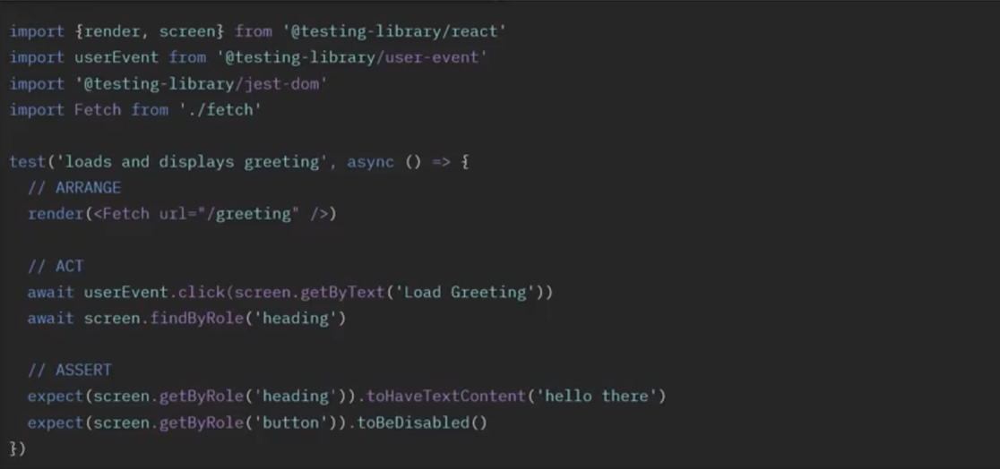 import {render, screen} from '@testing-library/react'
import userEvent from '@testing-library/user-event'
import '@testing-library/jest-dom'
import Fetch from './fetch'

test('loads and displays greeting', async () => {
  // ARRANGE
  render(<Fetch url="/greeting" />)

  // ACT
  await userEvent.click(screen.getByText('Load Greeting'))
  await screen.findByRole('heading')

  // ASSERT
  expect(screen.getByRole('heading')).toHaveTextContent('hello there')
  expect(screen.getByRole('button')).toBeDisabled()
})